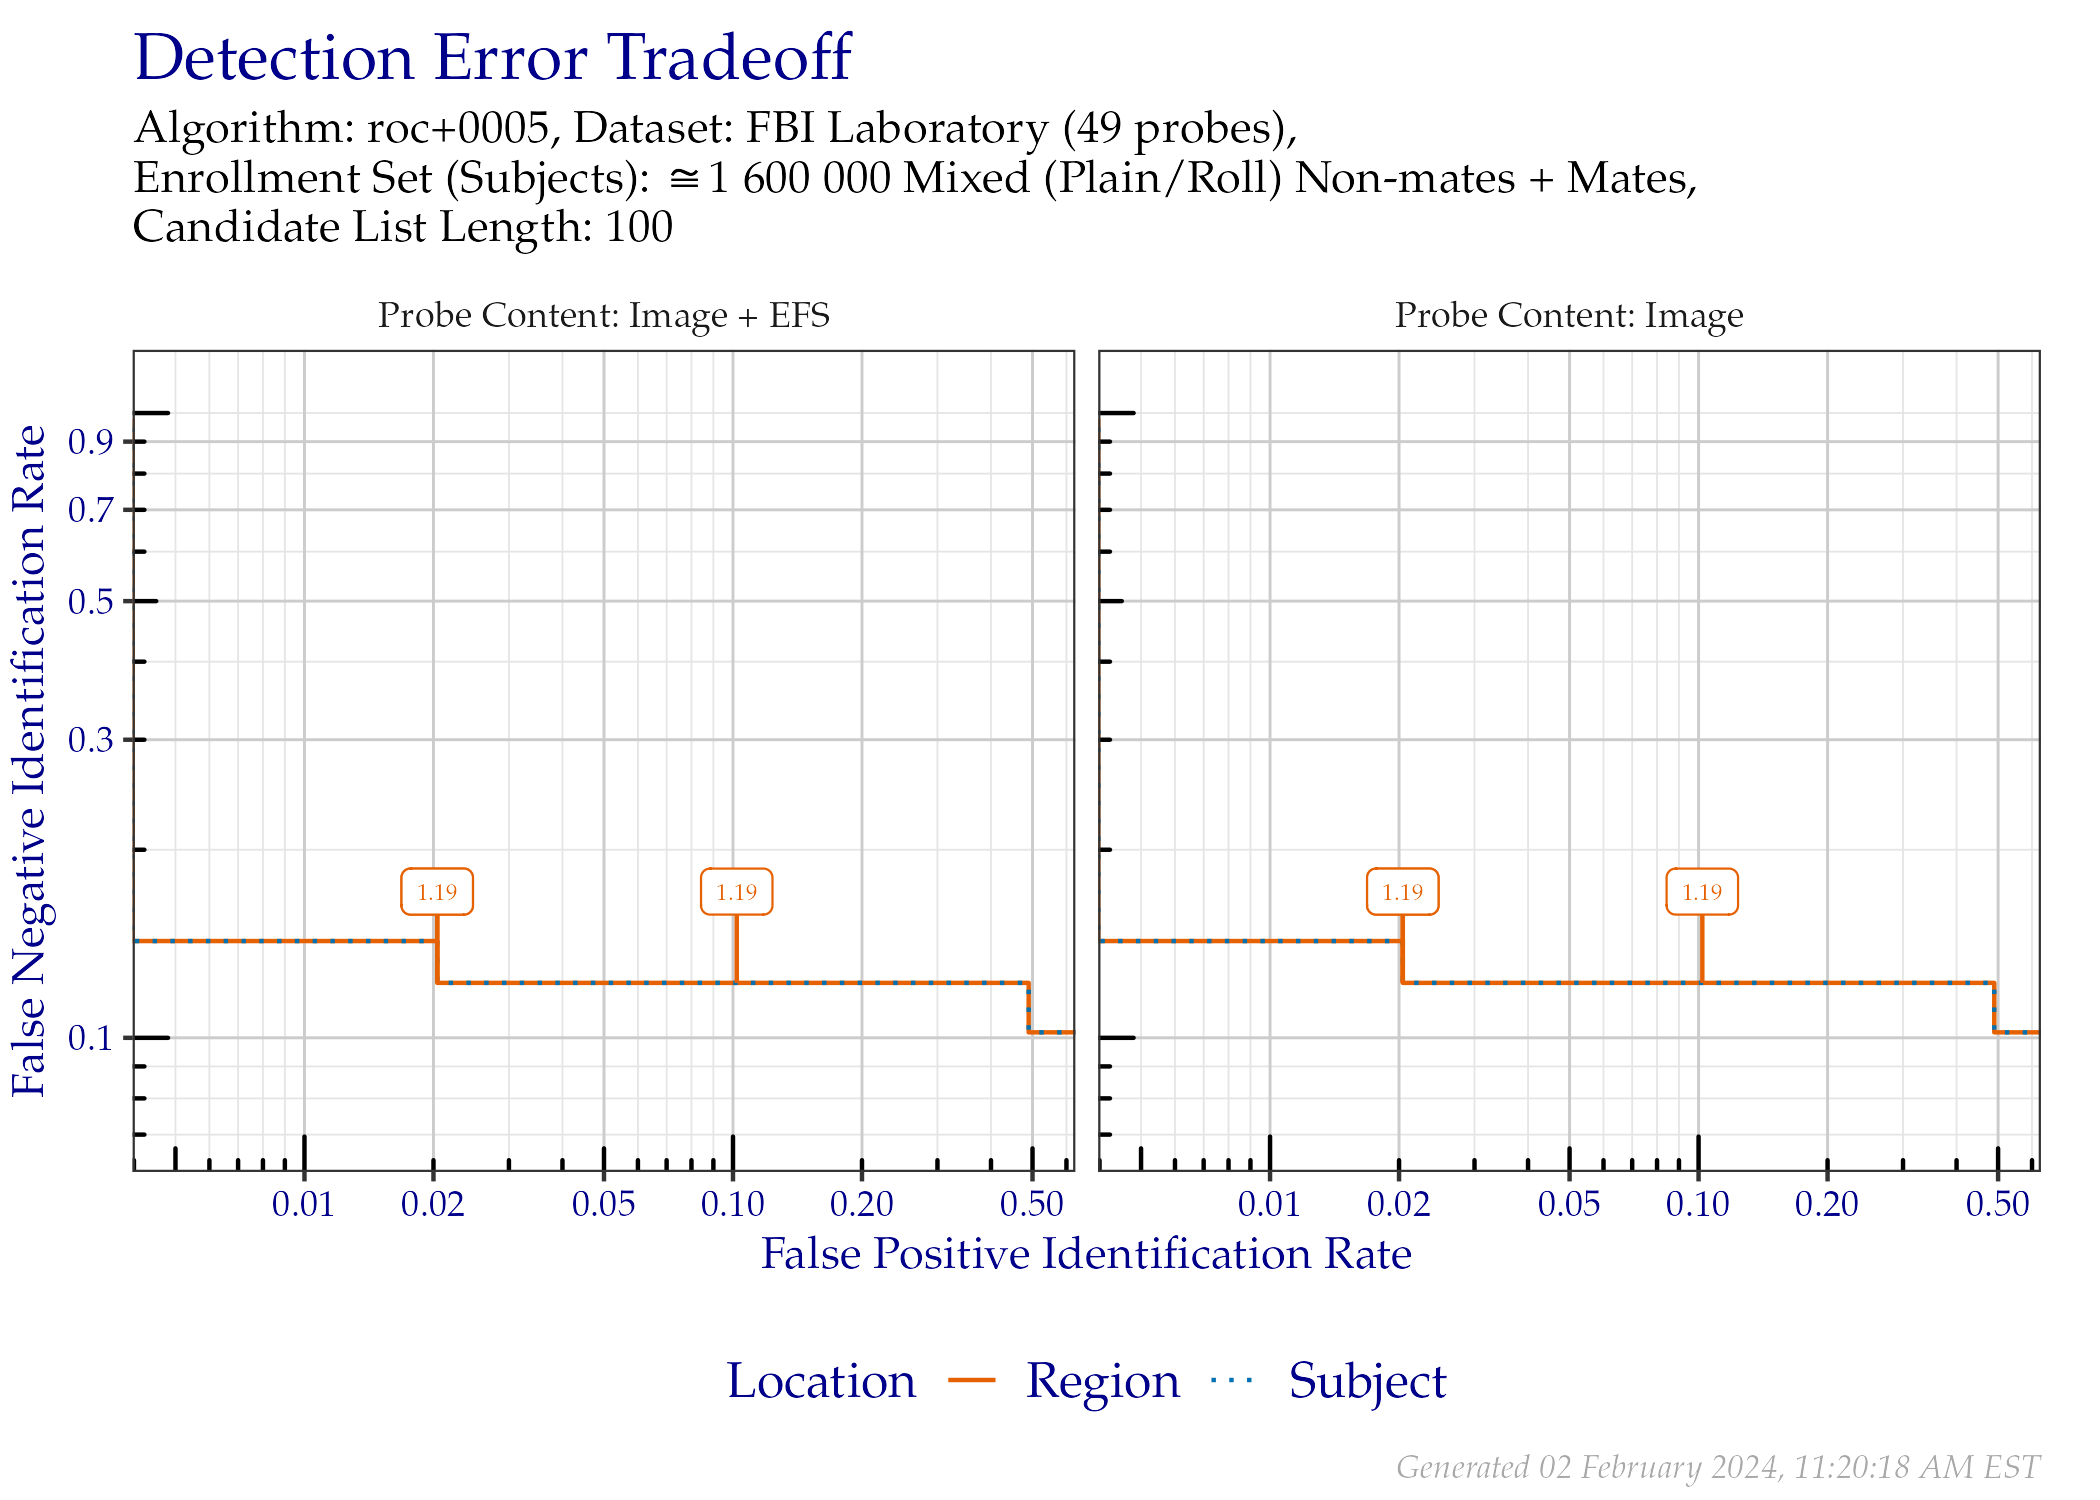 Detection Error Tradeoff
Algorithm: roc+0005, Dataset: FBI Laboratory (49 probes),
Enrollment Set (Subjects): ≅1 600 000 Mixed (Plain/Roll) Non-mates + Mates,
Candidate List Length: 100
Probe Content: Image + EFS
Probe Content: Image
False Negative Identification Rate
0.9
0.7
0.5
0.3
0.1
1.19
1.19
1.19
1.19
0.01 0.02 0.05 0.10 0.20 0.50
0.01 0.02 0.05 0.10 0.20 0.50
False Positive Identification Rate
Location Region Subject
Generated 02 February 2024, 11:20:18 AM EST